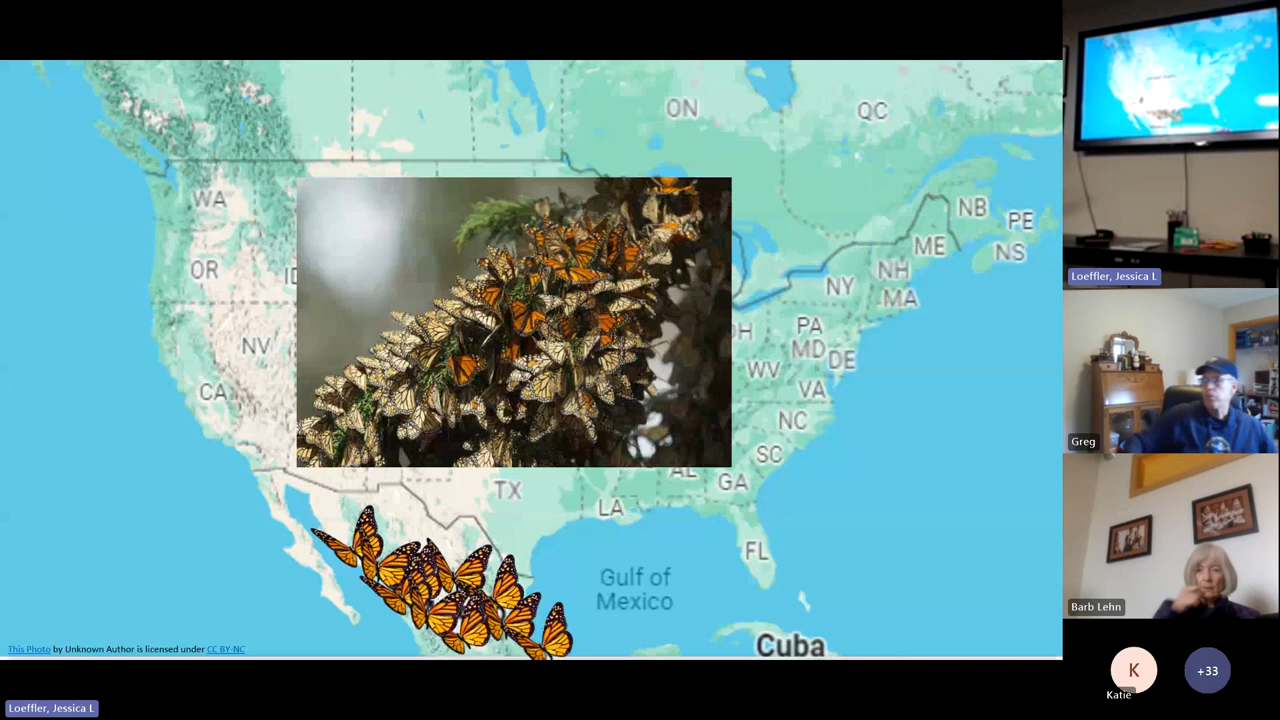 ON
QC
WA
NB
PE
ME
NS
OR
ID
NH
NY
MA
OH
PA
NV
MD
DE
WV
VA
CA
NC
SC
AL
GA
TX
LA
FL
Gulf of
Mexico
Cuba
This Photo by Unknown Author is licensed under CC BY-NC
Loeffler, Jessica L
Loeffler, Jessica L
Greg
Barb Lehn
K
Katie
+33